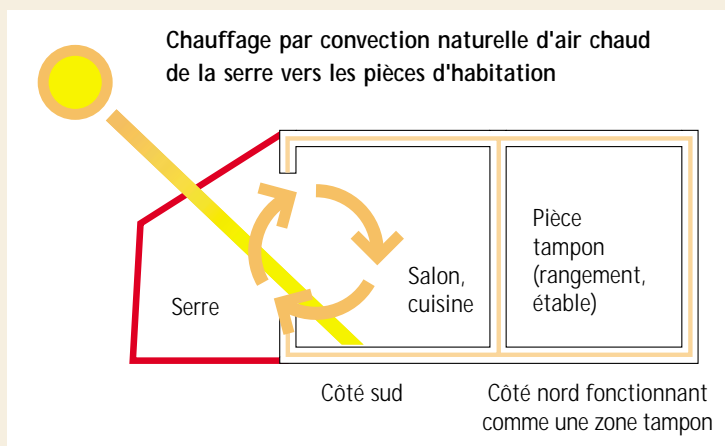 Chauffage par convection naturelle d'air chaud
de la serre vers les pièces d'habitation
Serre
Salon,
cuisine
Pièce
tampon
(rangement,
étable)
Côté sud
Côté nord fonctionnant
comme une zone tampon